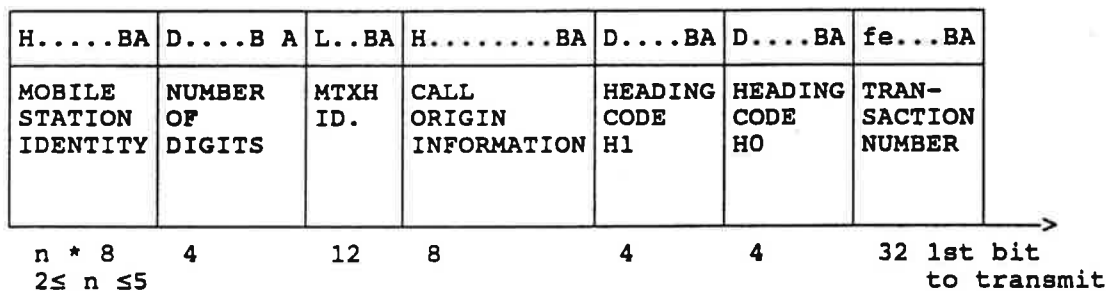 H.....BA D....B A L..BA H........BA D....BA D....BA fe...BA
MOBILE NUMBER MTXH CALL HEADING HEADING TRAN-
STATION OF ID. ORIGIN CODE CODE SACTION
IDENTITY DIGITS INFORMATION H1 H0 NUMBER
n * 8 4 12 8 4 4 32 1st bit
2≤ n ≤5 to transmit